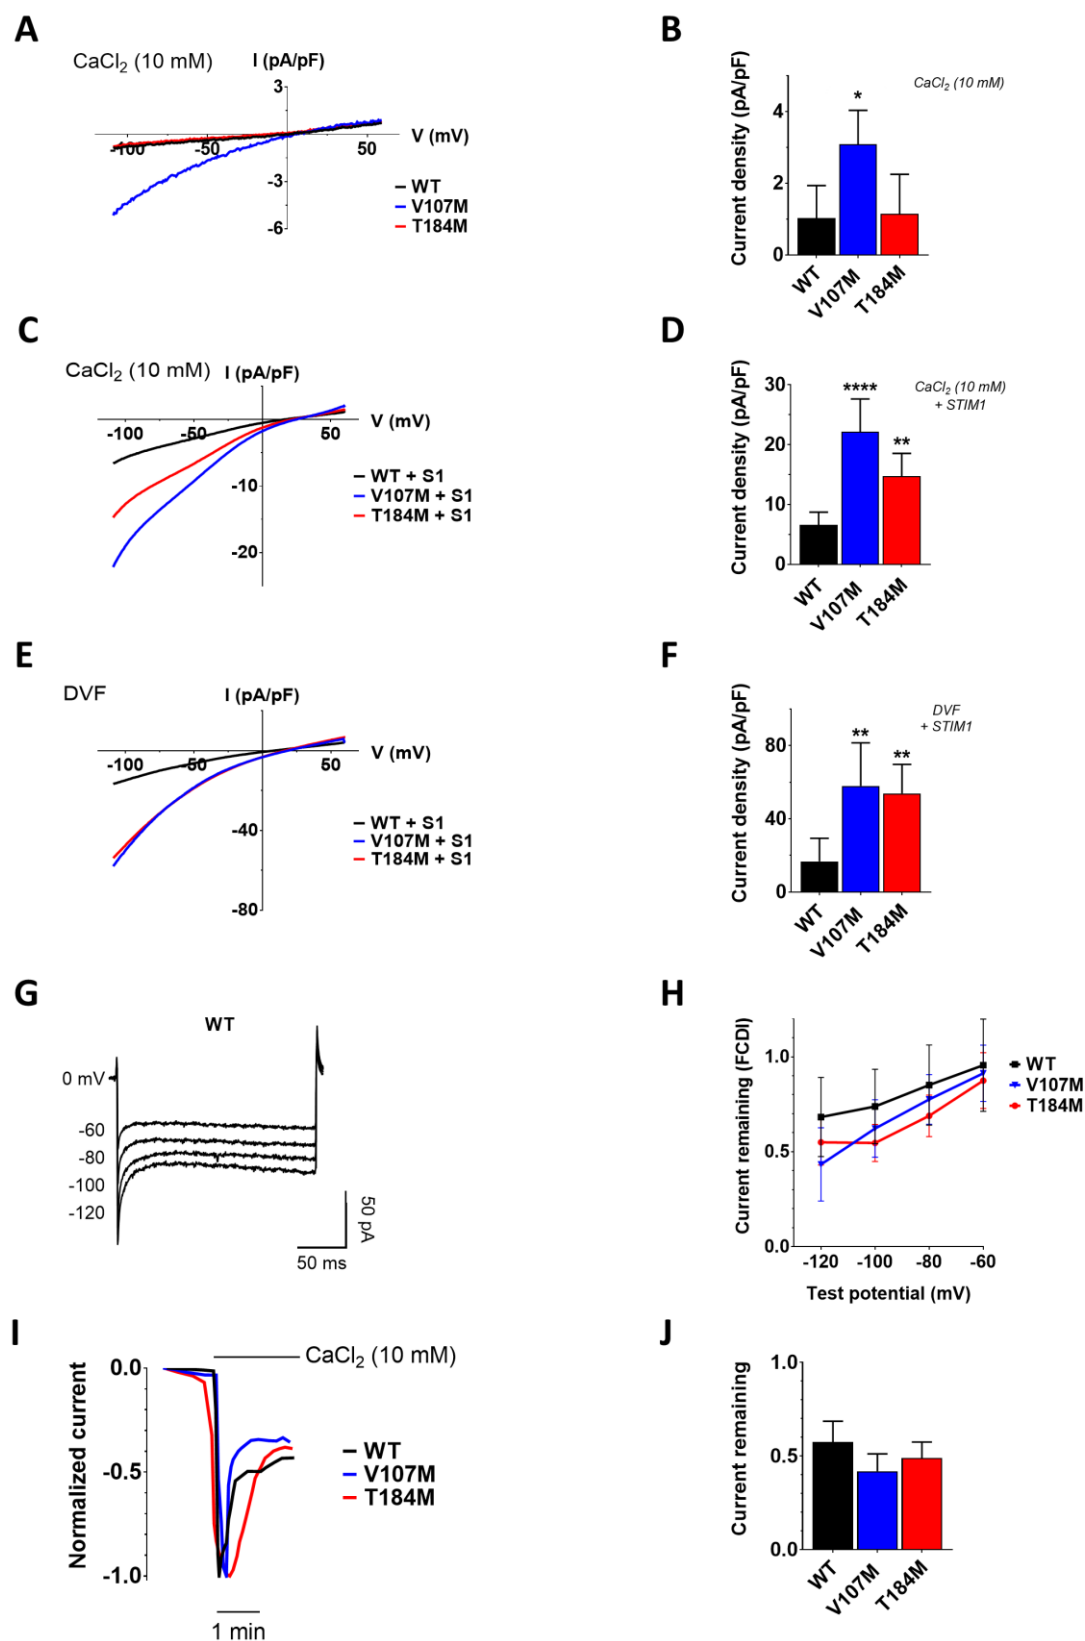 A
CaCl₂ (10 mM)
I (pA/pF)
3
-100
-50
50
V (mV)
-3
-6
WT
V107M
T184M
B
Current density (pA/pF)
CaCl₂ (10 mM)
4
2
0
*
WT
V107M
T184M
C
CaCl₂ (10 mM)
I (pA/pF)
V (mV)
-100
-50
50
-10
-20
WT + S1
V107M + S1
T184M + S1
D
Current density (pA/pF)
CaCl₂ (10 mM)
+ STIM1
30
20
10
0
****
**
WT
V107M
T184M
E
DVF
I (pA/pF)
V (mV)
-100
-50
50
-40
-80
WT + S1
V107M + S1
T184M + S1
F
Current density (pA/pF)
DVF
+ STIM1
80
40
0
**
**
WT
V107M
T184M
G
WT
0 mV
-60
-80
-100
-120
50 pA
50 ms
H
Current remaining (FCDI)
1.0
0.5
0.0
-120
-100
-80
-60
Test potential (mV)
WT
V107M
T184M
I
CaCl₂ (10 mM)
Normalized current
0.0
-0.5
-1.0
WT
V107M
T184M
1 min
J
Current remaining
1.0
0.5
0.0
WT
V107M
T184M